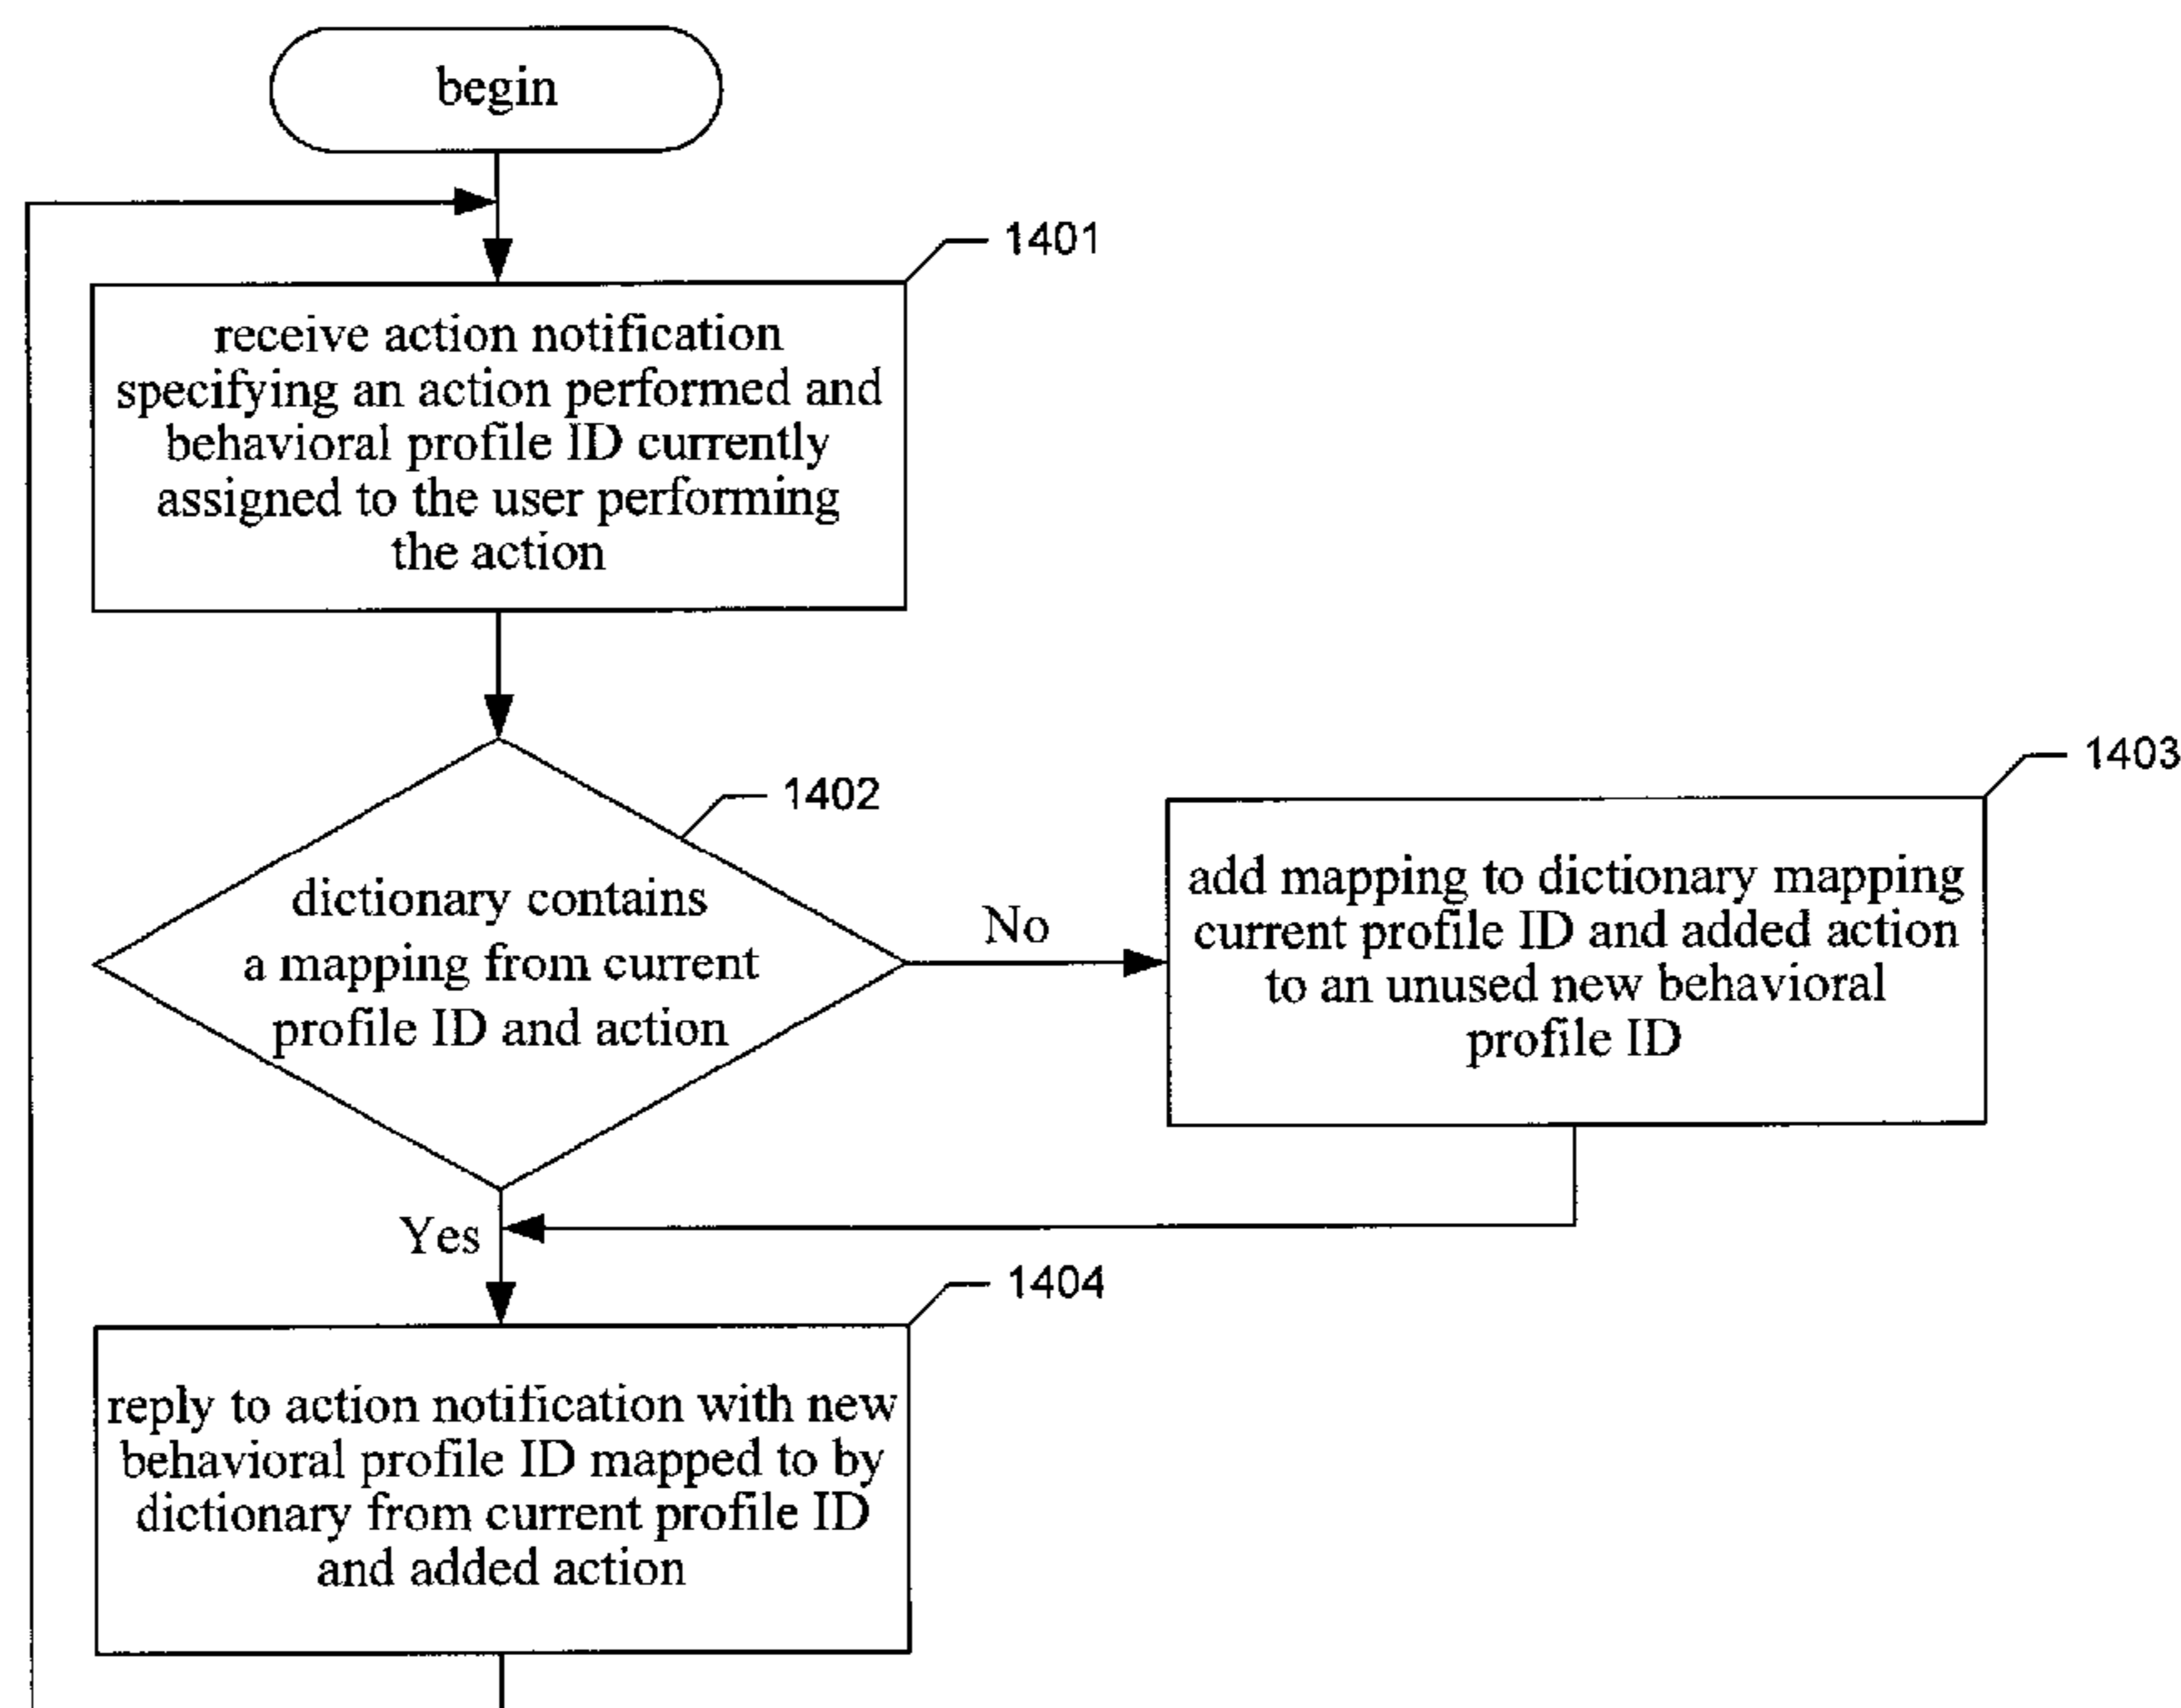 begin
1401
receive action notification
specifying an action performed and
behavioral profile ID currently
assigned to the user performing
the action
1402
dictionary contains
a mapping from current
profile ID and action
No
1403
add mapping to dictionary mapping
current profile ID and added action
to an unused new behavioral
profile ID
Yes
1404
reply to action notification with new
behavioral profile ID mapped to by
dictionary from current profile ID
and added action